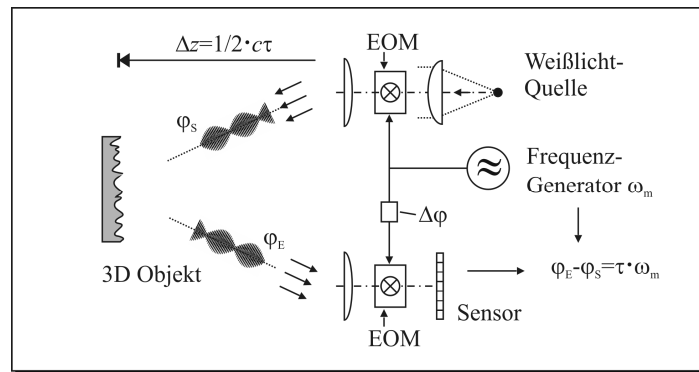 Δz=1/2·cτ
EOM
Weißlicht-
Quelle
φS
Frequenz-
Generator ωm
Δφ
φE
3D Objekt
φE-φS=τ·ωm
Sensor
EOM